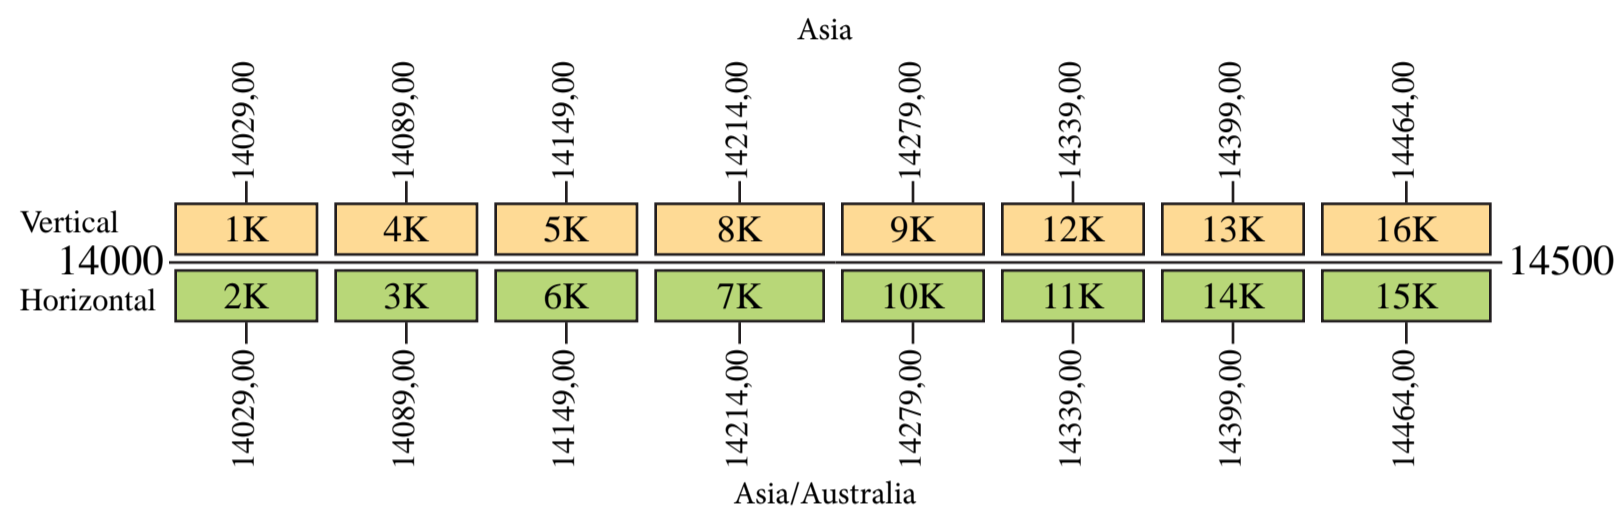 Asia
14029,00 14089,00 14149,00 14214,00 14279,00 14339,00 14399,00 14464,00
Vertical 1K 4K 5K 8K 9K 12K 13K 16K
14000 14500
Horizontal 2K 3K 6K 7K 10K 11K 14K 15K
14029,00 14089,00 14149,00 14214,00 14279,00 14339,00 14399,00 14464,00
Asia/Australia